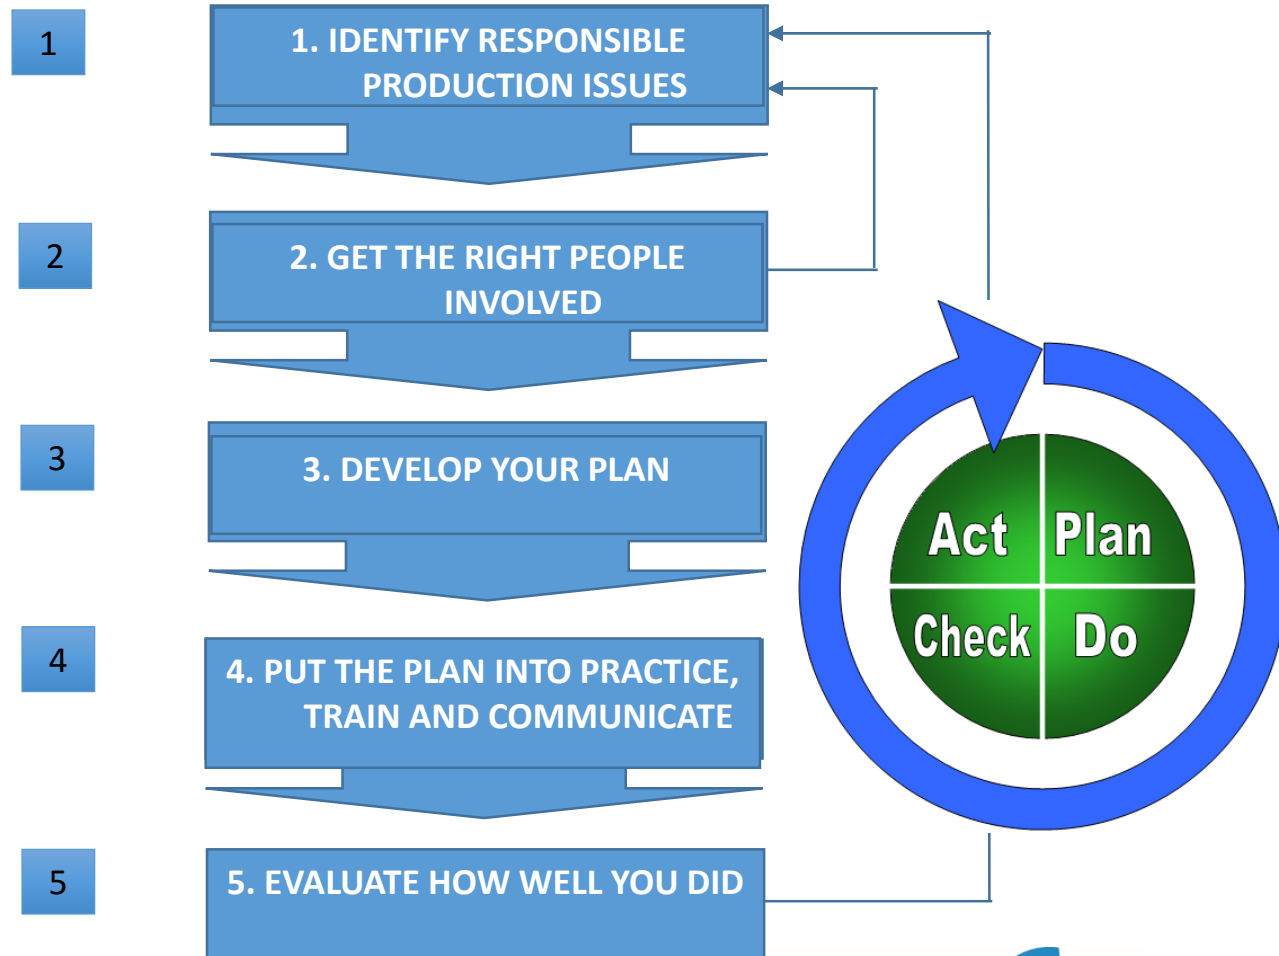 1
1. IDENTIFY RESPONSIBLE
PRODUCTION ISSUES
2
2. GET THE RIGHT PEOPLE
INVOLVED
3
3. DEVELOP YOUR PLAN
4
4. PUT THE PLAN INTO PRACTICE,
TRAIN AND COMMUNICATE
5
5. EVALUATE HOW WELL YOU DID
Act
Plan
Check
Do